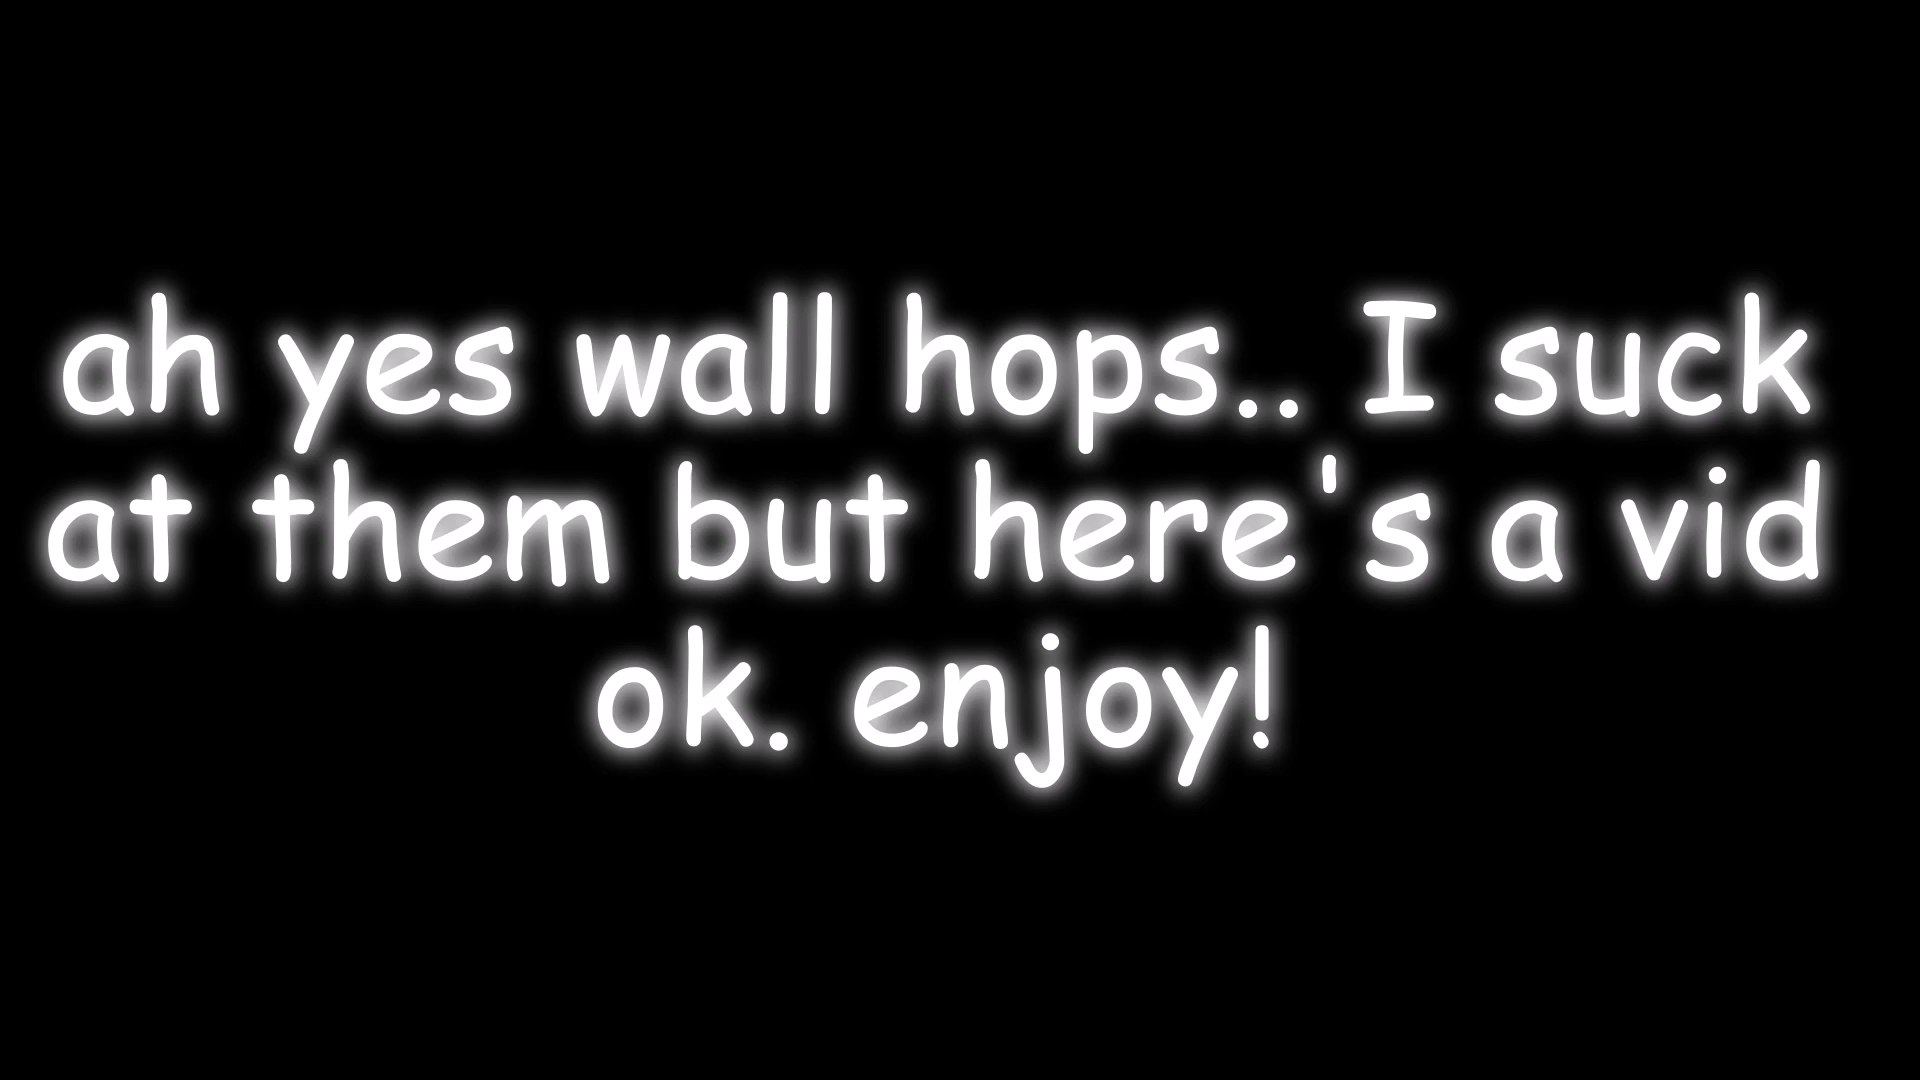 ah yes wall hops.. I suck
at them but here's a vid
ok. enjoy!